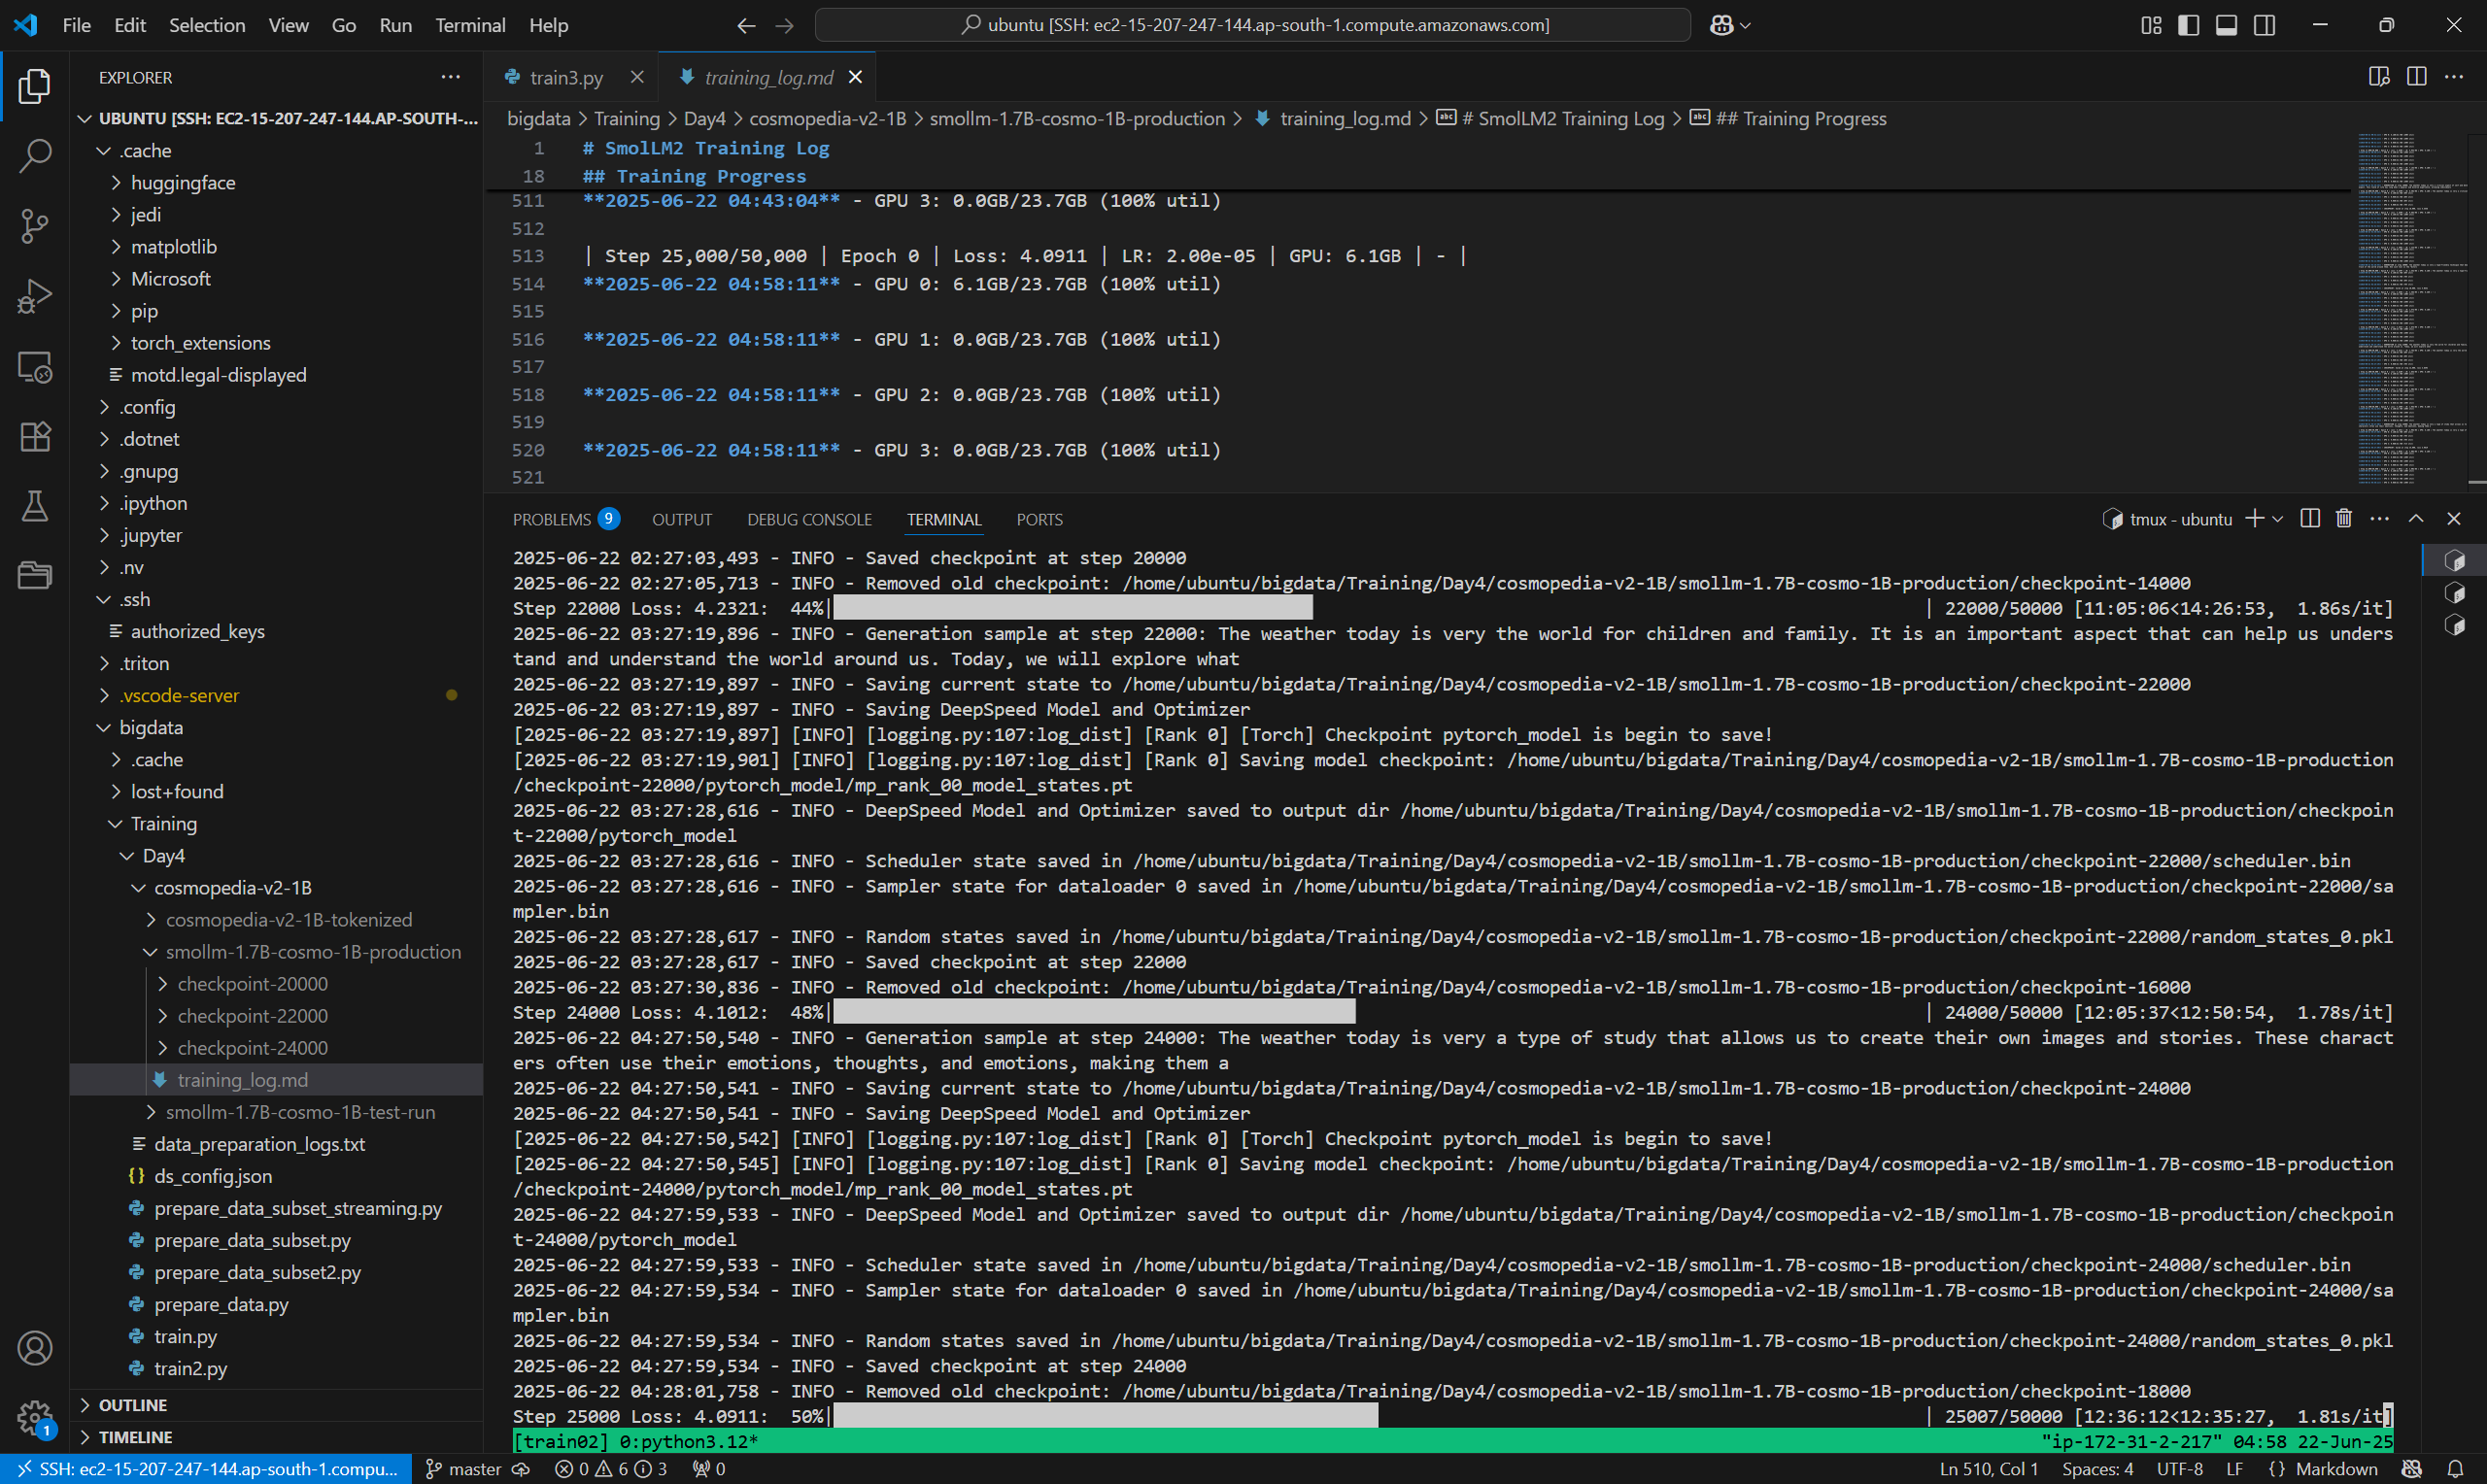 File Edit Selection View Go Run Terminal Help
ubuntu [SSH: ec2-15-207-247-144.ap-south-1.compute.amazonaws.com]
EXPLORER
UBUNTU [SSH: EC2-15-207-247-144.AP-SOUTH-...
.cache
huggingface
jedi
matplotlib
Microsoft
pip
torch_extensions
motd.legal-displayed
.config
.dotnet
.gnupg
.ipython
.jupyter
.nv
.ssh
authorized_keys
.triton
.vscode-server
bigdata
.cache
lost+found
Training
Day4
cosmopedia-v2-1B
cosmopedia-v2-1B-tokenized
smollm-1.7B-cosmo-1B-production
checkpoint-20000
checkpoint-22000
checkpoint-24000
training_log.md
smollm-1.7B-cosmo-1B-test-run
data_preparation_logs.txt
ds_config.json
prepare_data_subset_streaming.py
prepare_data_subset.py
prepare_data_subset2.py
prepare_data.py
train.py
train2.py
OUTLINE
TIMELINE
1
train3.py
training_log.md
bigdata > Training > Day4 > cosmopedia-v2-1B > smollm-1.7B-cosmo-1B-production > training_log.md > # SmolLM2 Training Log > ## Training Progress
1 # SmolLM2 Training Log
18 ## Training Progress
511 **2025-06-22 04:43:04** - GPU 3: 0.0GB/23.7GB (100% util)
512
513 | Step 25,000/50,000 | Epoch 0 | Loss: 4.0911 | LR: 2.00e-05 | GPU: 6.1GB | - |
514 **2025-06-22 04:58:11** - GPU 0: 6.1GB/23.7GB (100% util)
515
516 **2025-06-22 04:58:11** - GPU 1: 0.0GB/23.7GB (100% util)
517
518 **2025-06-22 04:58:11** - GPU 2: 0.0GB/23.7GB (100% util)
519
520 **2025-06-22 04:58:11** - GPU 3: 0.0GB/23.7GB (100% util)
521
PROBLEMS 9 OUTPUT DEBUG CONSOLE TERMINAL PORTS
tmux - ubuntu
2025-06-22 02:27:03,493 - INFO - Saved checkpoint at step 20000
2025-06-22 02:27:05,713 - INFO - Removed old checkpoint: /home/ubuntu/bigdata/Training/Day4/cosmopedia-v2-1B/smollm-1.7B-cosmo-1B-production/checkpoint-14000
Step 22000 Loss: 4.2321: 44%| | 22000/50000 [11:05:06<14:26:53, 1.86s/it]
2025-06-22 03:27:19,896 - INFO - Generation sample at step 22000: The weather today is very the world for children and family. It is an important aspect that can help us unders
tand and understand the world around us. Today, we will explore what
2025-06-22 03:27:19,897 - INFO - Saving current state to /home/ubuntu/bigdata/Training/Day4/cosmopedia-v2-1B/smollm-1.7B-cosmo-1B-production/checkpoint-22000
2025-06-22 03:27:19,897 - INFO - Saving DeepSpeed Model and Optimizer
[2025-06-22 03:27:19,897] [INFO] [logging.py:107:log_dist] [Rank 0] [Torch] Checkpoint pytorch_model is begin to save!
[2025-06-22 03:27:19,901] [INFO] [logging.py:107:log_dist] [Rank 0] Saving model checkpoint: /home/ubuntu/bigdata/Training/Day4/cosmopedia-v2-1B/smollm-1.7B-cosmo-1B-production
/checkpoint-22000/pytorch_model/mp_rank_00_model_states.pt
2025-06-22 03:27:28,616 - INFO - DeepSpeed Model and Optimizer saved to output dir /home/ubuntu/bigdata/Training/Day4/cosmopedia-v2-1B/smollm-1.7B-cosmo-1B-production/checkpoin
t-22000/pytorch_model
2025-06-22 03:27:28,616 - INFO - Scheduler state saved in /home/ubuntu/bigdata/Training/Day4/cosmopedia-v2-1B/smollm-1.7B-cosmo-1B-production/checkpoint-22000/scheduler.bin
2025-06-22 03:27:28,616 - INFO - Sampler state for dataloader 0 saved in /home/ubuntu/bigdata/Training/Day4/cosmopedia-v2-1B/smollm-1.7B-cosmo-1B-production/checkpoint-22000/sa
mpler.bin
2025-06-22 03:27:28,617 - INFO - Random states saved in /home/ubuntu/bigdata/Training/Day4/cosmopedia-v2-1B/smollm-1.7B-cosmo-1B-production/checkpoint-22000/random_states_0.pkl
2025-06-22 03:27:28,617 - INFO - Saved checkpoint at step 22000
2025-06-22 03:27:30,836 - INFO - Removed old checkpoint: /home/ubuntu/bigdata/Training/Day4/cosmopedia-v2-1B/smollm-1.7B-cosmo-1B-production/checkpoint-16000
Step 24000 Loss: 4.1012: 48%| | 24000/50000 [12:05:37<12:50:54, 1.78s/it]
2025-06-22 04:27:50,540 - INFO - Generation sample at step 24000: The weather today is very a type of study that allows us to create their own images and stories. These charact
ers often use their emotions, thoughts, and emotions, making them a
2025-06-22 04:27:50,541 - INFO - Saving current state to /home/ubuntu/bigdata/Training/Day4/cosmopedia-v2-1B/smollm-1.7B-cosmo-1B-production/checkpoint-24000
2025-06-22 04:27:50,541 - INFO - Saving DeepSpeed Model and Optimizer
[2025-06-22 04:27:50,542] [INFO] [logging.py:107:log_dist] [Rank 0] [Torch] Checkpoint pytorch_model is begin to save!
[2025-06-22 04:27:50,545] [INFO] [logging.py:107:log_dist] [Rank 0] Saving model checkpoint: /home/ubuntu/bigdata/Training/Day4/cosmopedia-v2-1B/smollm-1.7B-cosmo-1B-production
/checkpoint-24000/pytorch_model/mp_rank_00_model_states.pt
2025-06-22 04:27:59,533 - INFO - DeepSpeed Model and Optimizer saved to output dir /home/ubuntu/bigdata/Training/Day4/cosmopedia-v2-1B/smollm-1.7B-cosmo-1B-production/checkpoin
t-24000/pytorch_model
2025-06-22 04:27:59,533 - INFO - Scheduler state saved in /home/ubuntu/bigdata/Training/Day4/cosmopedia-v2-1B/smollm-1.7B-cosmo-1B-production/checkpoint-24000/scheduler.bin
2025-06-22 04:27:59,534 - INFO - Sampler state for dataloader 0 saved in /home/ubuntu/bigdata/Training/Day4/cosmopedia-v2-1B/smollm-1.7B-cosmo-1B-production/checkpoint-24000/sa
mpler.bin
2025-06-22 04:27:59,534 - INFO - Random states saved in /home/ubuntu/bigdata/Training/Day4/cosmopedia-v2-1B/smollm-1.7B-cosmo-1B-production/checkpoint-24000/random_states_0.pkl
2025-06-22 04:27:59,534 - INFO - Saved checkpoint at step 24000
2025-06-22 04:28:01,758 - INFO - Removed old checkpoint: /home/ubuntu/bigdata/Training/Day4/cosmopedia-v2-1B/smollm-1.7B-cosmo-1B-production/checkpoint-18000
Step 25000 Loss: 4.0911: 50%| | 25007/50000 [12:36:12<12:35:27, 1.81s/it]
[train02] 0:python3.12* "ip-172-31-2-217" 04:58 22-Jun-25
SSH: ec2-15-207-247-144.ap-south-1.compu... master 0 6 3 0 Ln 510, Col 1 Spaces: 4 UTF-8 LF {} Markdown